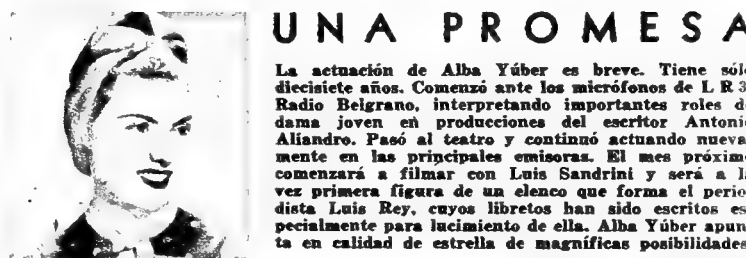 UNA PROMESA
La actuación de Alba Yúber es breve. Tiene sólo
diecisiete años. Comenzó ante los micrófonos de L R 3
Radio Belgrano, interpretando importantes roles d
dama joven en producciones del escritor Antonio
Aliandro. Pasó al teatro y continuó actuando nueva-
mente en las principales emisoras. El mes próximo
comenzará a filmar con Luis Sandrini y será a la
vez primera figura de un elenco que forma el perio-
dista Luis Rey, cuyos libretos han sido escritos es-
pecialmente para lucimiento de ella. Alba Yúber apun-
ta en calidad de estrella de magníficas posibilidades